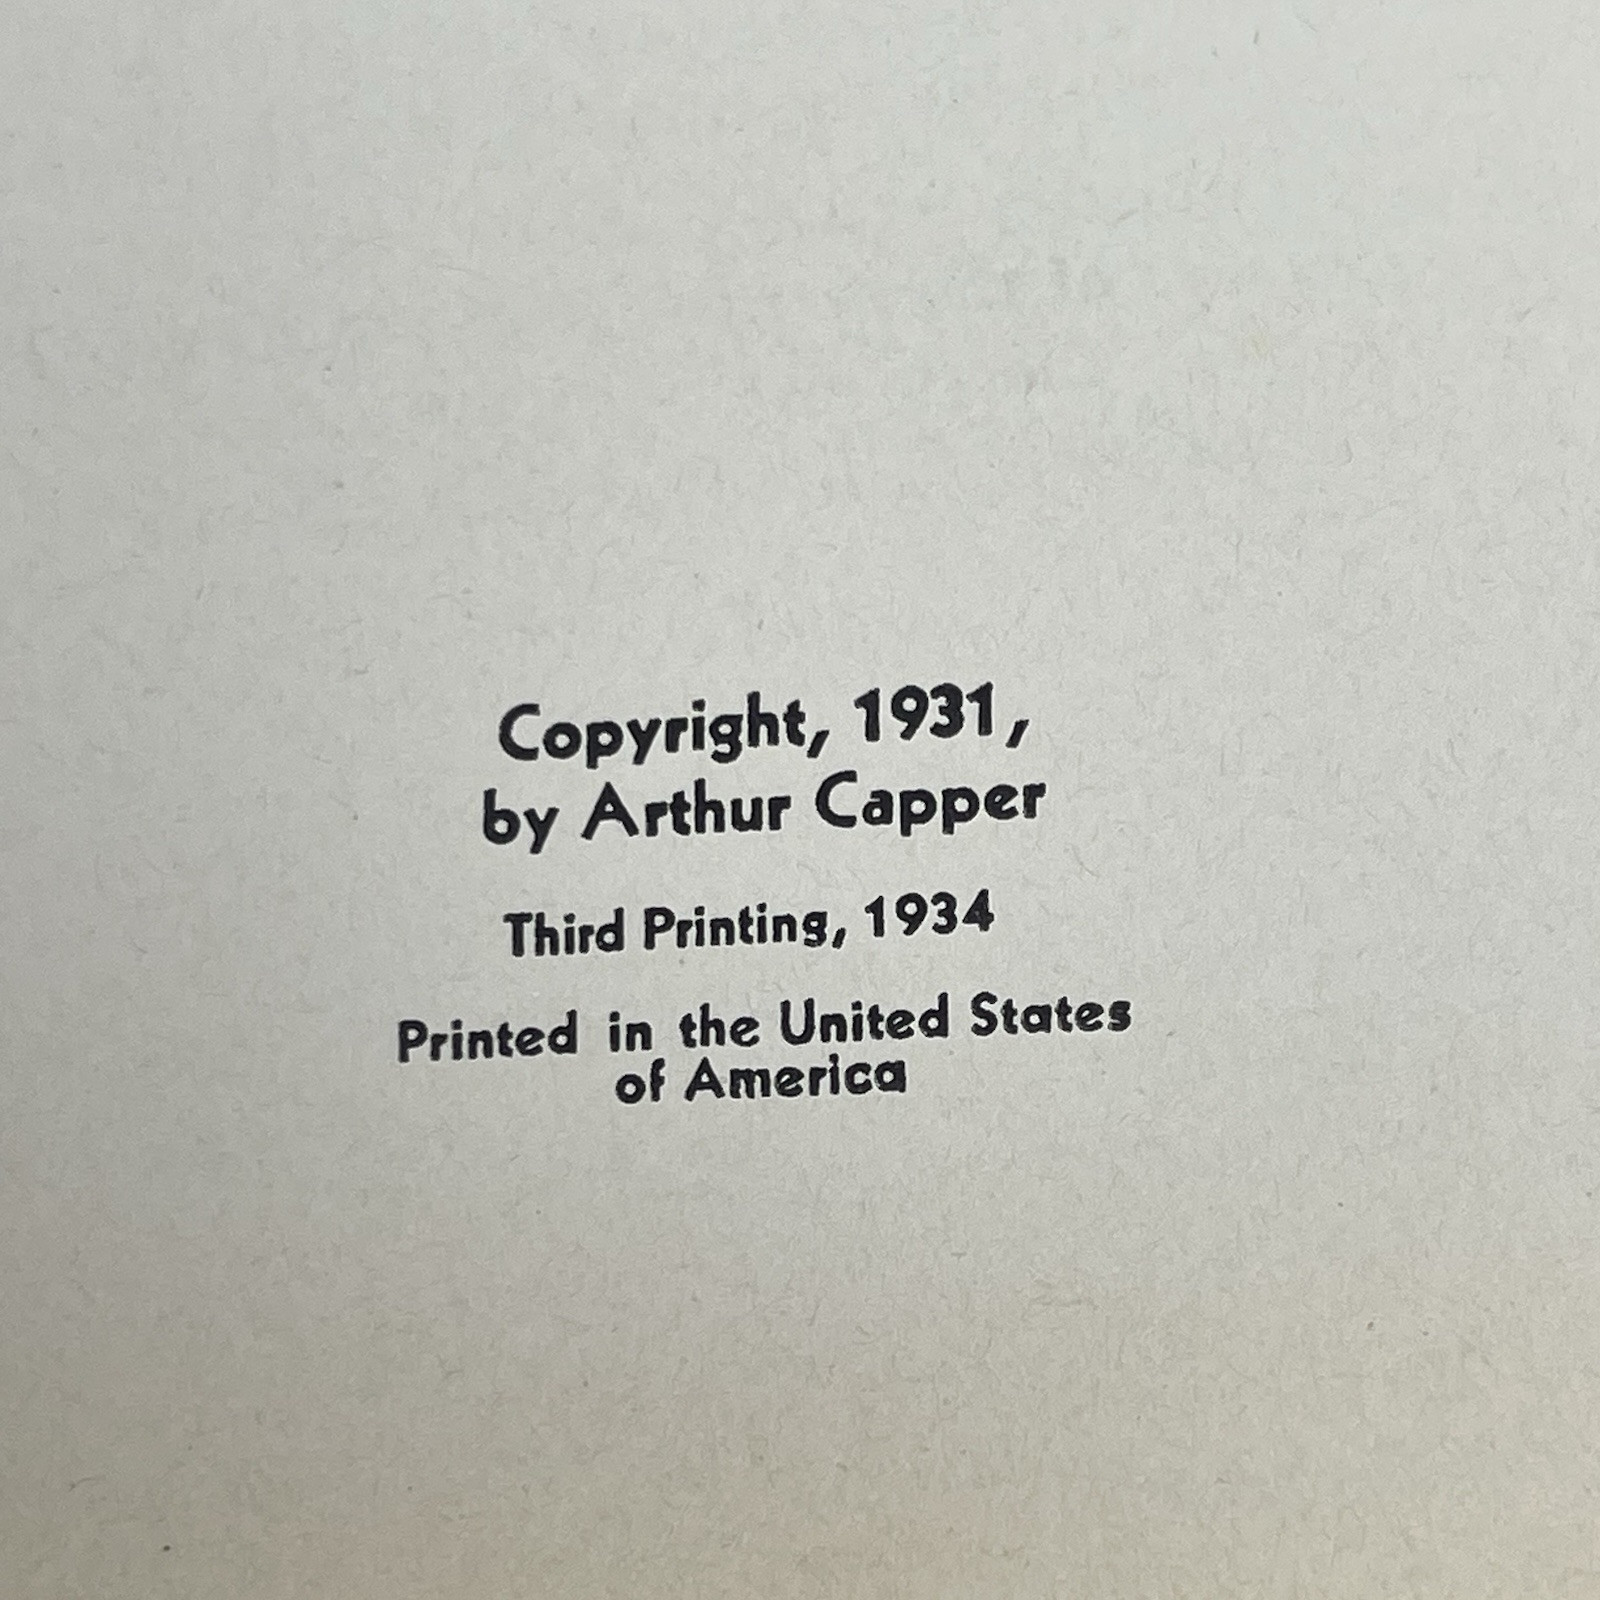 Copyright, 1931,
by Arthur Capper
Third Printing, 1934
Printed in the United States
of America